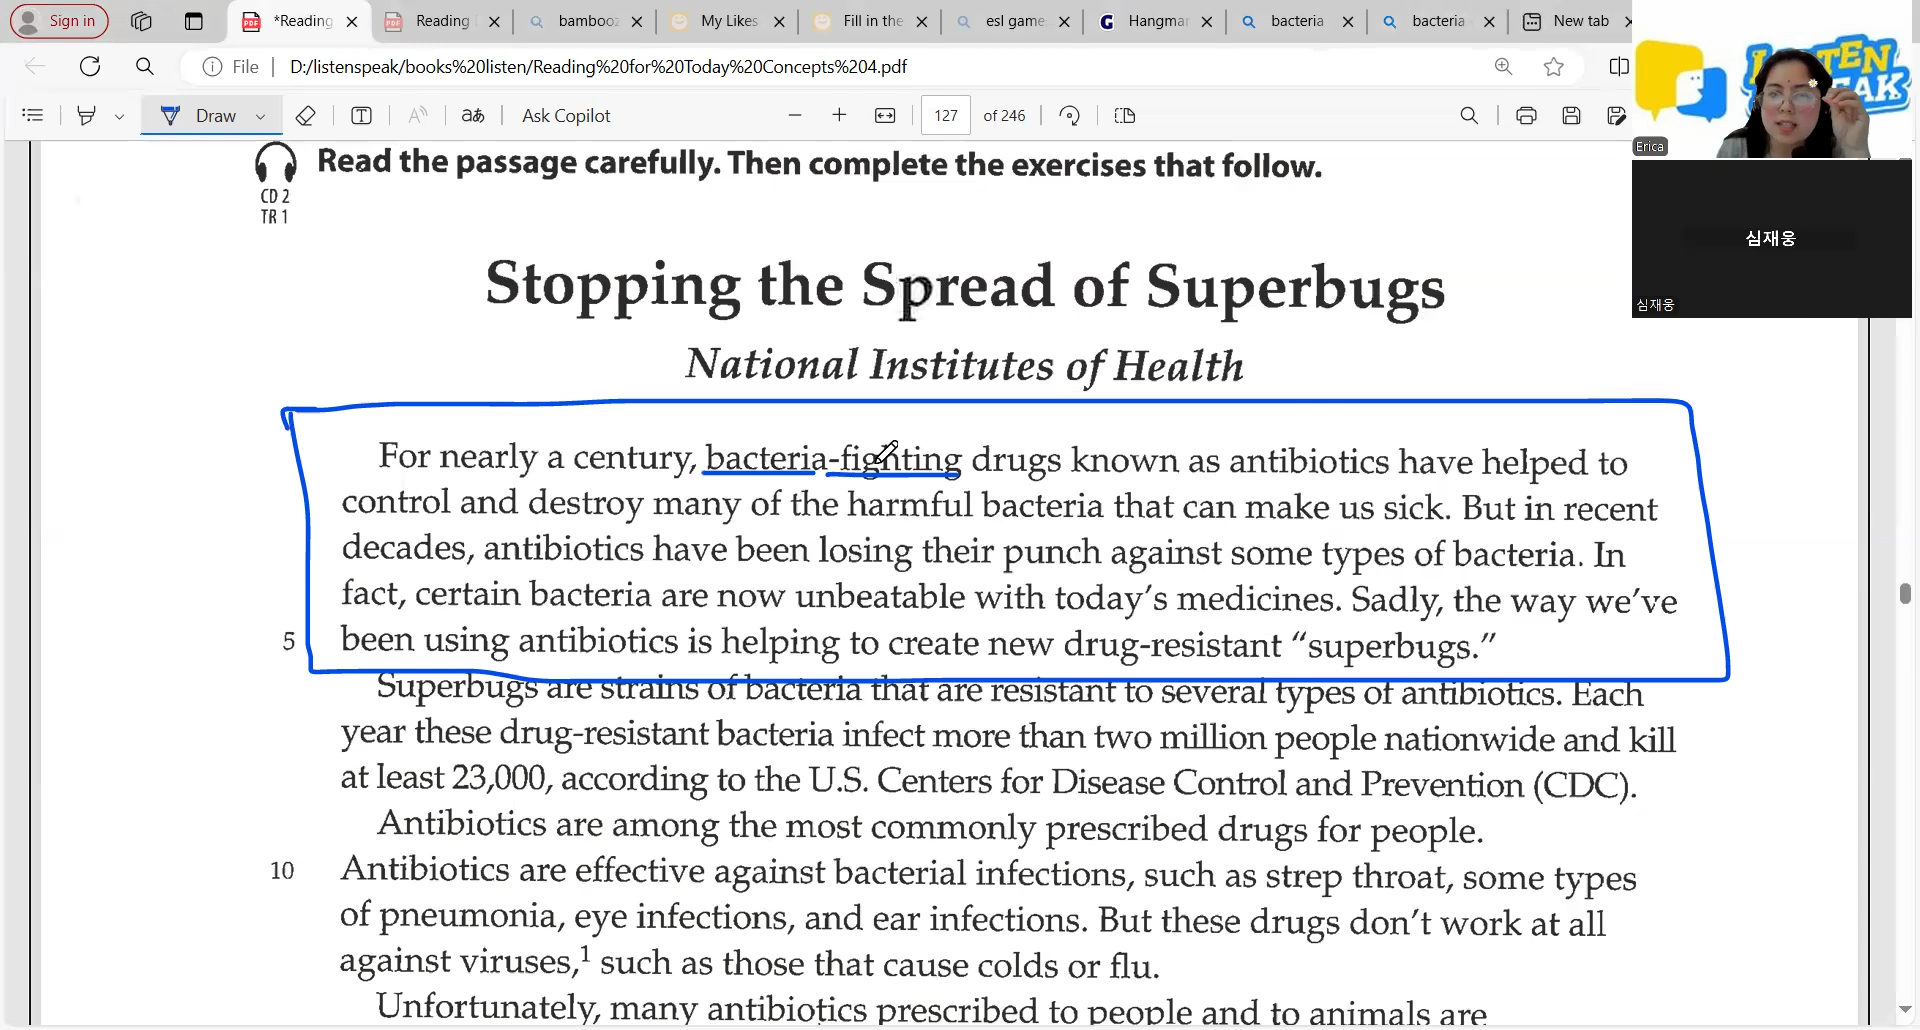 Sign in
*Reading
Reading
bambooz
My Likes
Fill in the
esl game
Hangman
bacteria
bacteria
New tab
File
D:/listenspeak/books%20listen/Reading%20for%20Today%20Concepts%204.pdf
Draw
Ask Copilot
127 of 246
Erica
심재웅
심재웅
Read the passage carefully. Then complete the exercises that follow.
CD 2
TR 1
Stopping the Spread of Superbugs
National Institutes of Health
For nearly a century, bacteria-fighting drugs known as antibiotics have helped to
control and destroy many of the harmful bacteria that can make us sick. But in recent
decades, antibiotics have been losing their punch against some types of bacteria. In
fact, certain bacteria are now unbeatable with today's medicines. Sadly, the way we've
5 been using antibiotics is helping to create new drug-resistant “superbugs.”
Superbugs are strains of bacteria that are resistant to several types of antibiotics. Each
year these drug-resistant bacteria infect more than two million people nationwide and kill
at least 23,000, according to the U.S. Centers for Disease Control and Prevention (CDC).
Antibiotics are among the most commonly prescribed drugs for people.
10 Antibiotics are effective against bacterial infections, such as strep throat, some types
of pneumonia, eye infections, and ear infections. But these drugs don't work at all
against viruses,1 such as those that cause colds or flu.
Unfortunately, many antibiotics prescribed to people and to animals are